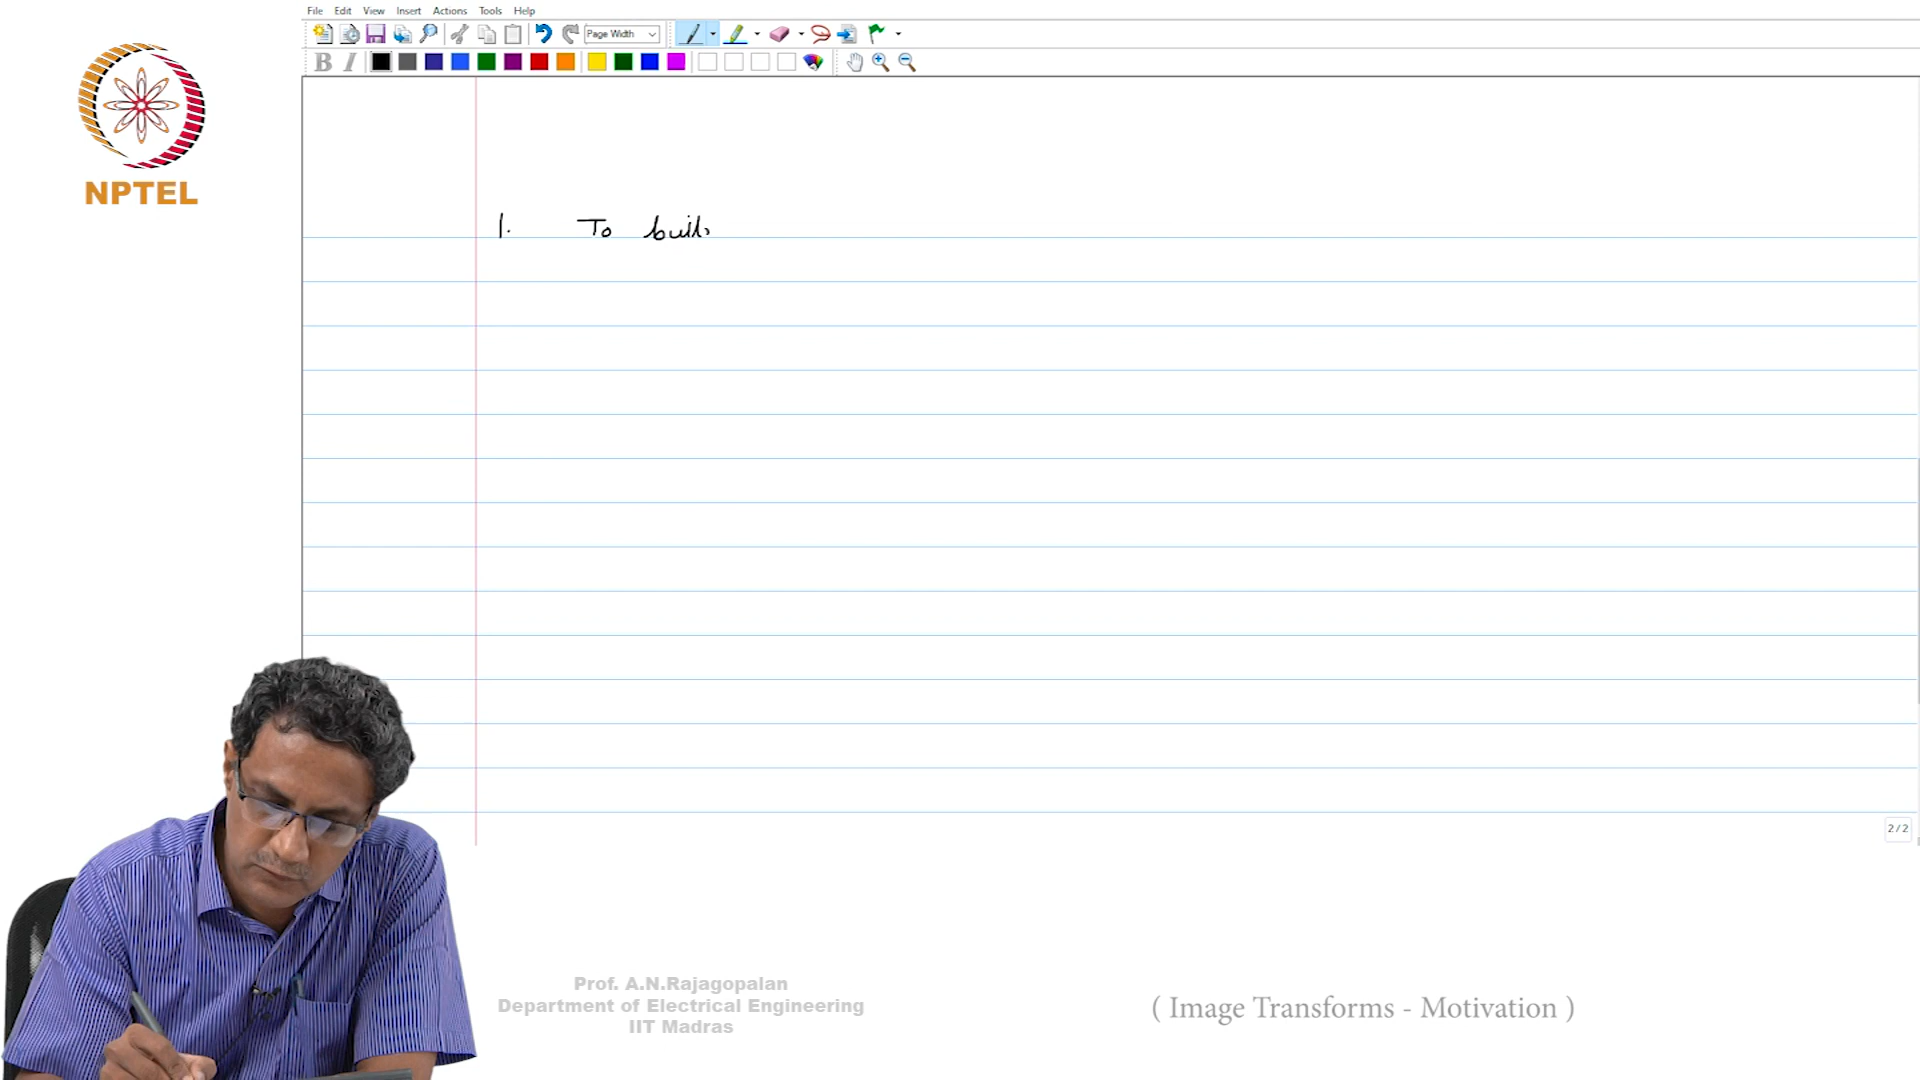 File Edit View Insert Actions Tools Help
Page Width
B I
NPTEL
1. To
2 / 2
Prof. A.N.Rajagopalan
Department of Electrical Engineering
IIT Madras
( Image Transforms - Motivation )